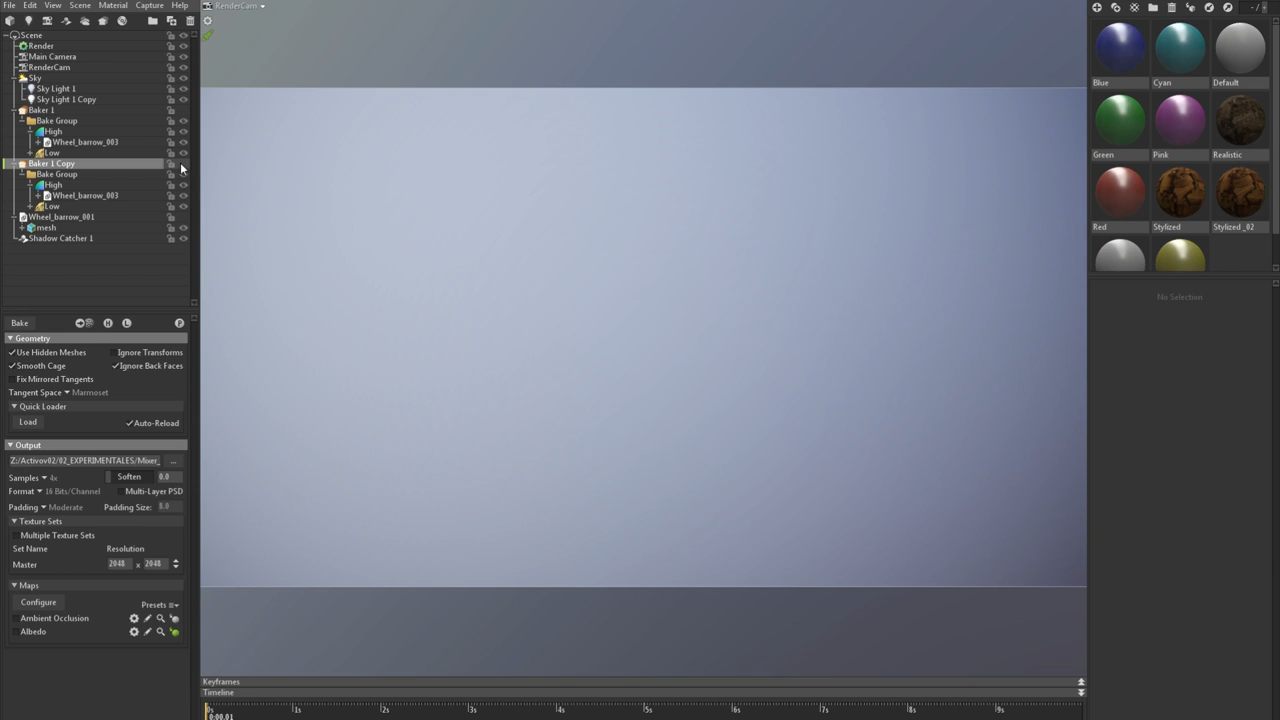 File Edit View Scene Material Capture Help
RenderCam
Scene
Render
Main Camera
RenderCam
Sky
Sky Light 1
Sky Light 1 Copy
Baker 1
Bake Group
High
Wheel_barrow_003
Low
Baker 1 Copy
Bake Group
High
Wheel_barrow_003
Low
Wheel_barrow_001
mesh
Shadow Catcher 1
Bake H L P
Geometry
Use Hidden Meshes Ignore Transforms
Smooth Cage Ignore Back Faces
Fix Mirrored Tangents
Tangent Space Marmoset
Quick Loader
Load Auto-Reload
Output
Z:/Activov02/02_EXPERIMENTALES/Mixer_ ...
Samples 4x Soften 0.0
Format 16 Bits/Channel Multi-Layer PSD
Padding Moderate Padding Size: 8.0
Texture Sets
Multiple Texture Sets
Set Name Resolution
Master 2048 x 2048
Maps
Configure Presets
Ambient Occlusion
Albedo
Keyframes
Timeline
0s 1s 2s 3s 4s 5s 6s 7s 8s 9s
0:00.01
- /
Blue Cyan Default
Green Pink Realistic
Red Stylized Stylized _02
No Selection